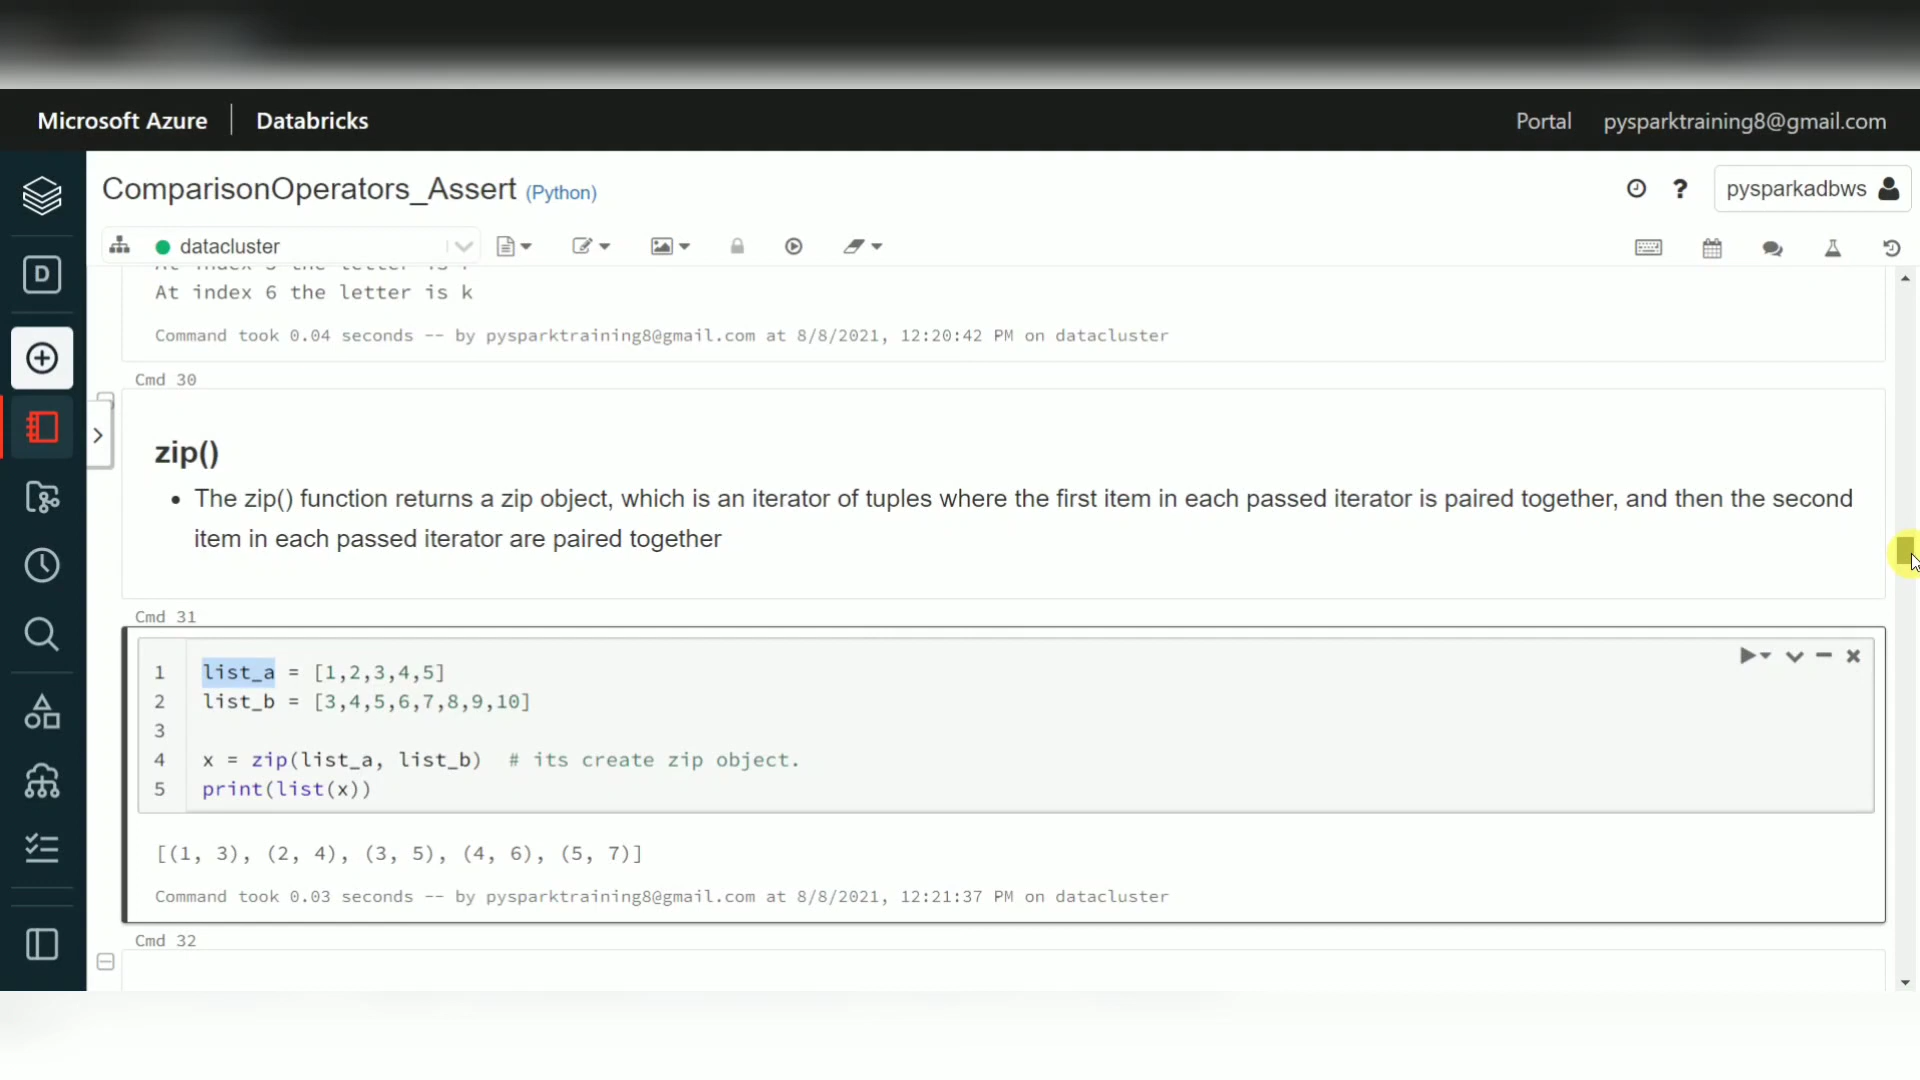 Microsoft Azure | Databricks
Portal pysparktraining8@gmail.com
ComparisonOperators_Assert (Python)
? pysparkadbws
datacluster
D
At index 6 the letter is k
Command took 0.04 seconds -- by pysparktraining8@gmail.com at 8/8/2021, 12:20:42 PM on datacluster
Cmd 30
zip()
• The zip() function returns a zip object, which is an iterator of tuples where the first item in each passed iterator is paired together, and then the second
item in each passed iterator are paired together
Cmd 31
1 list_a = [1,2,3,4,5]
2 list_b = [3,4,5,6,7,8,9,10]
3
4 x = zip(list_a, list_b)  # its create zip object.
5 print(list(x))
[(1, 3), (2, 4), (3, 5), (4, 6), (5, 7)]
Command took 0.03 seconds -- by pysparktraining8@gmail.com at 8/8/2021, 12:21:37 PM on datacluster
Cmd 32